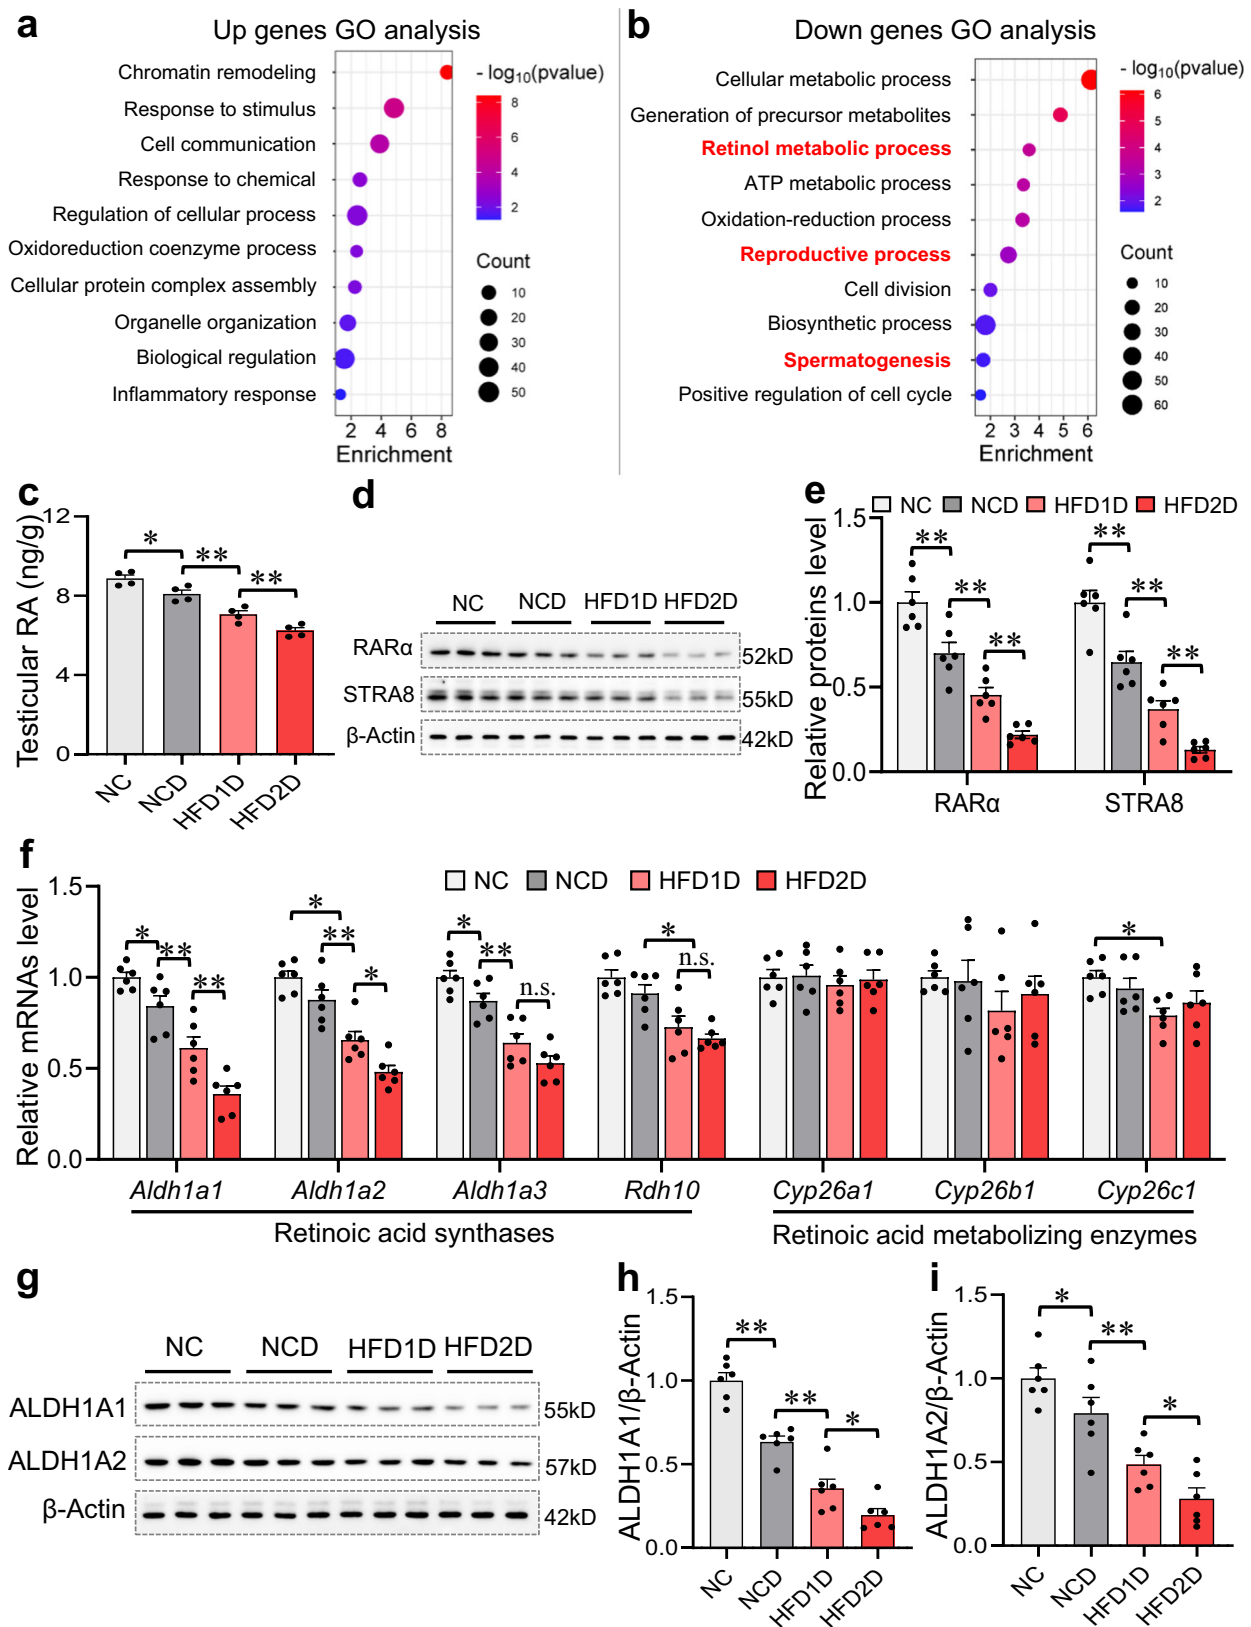 a
Up genes GO analysis
Chromatin remodeling
Response to stimulus
Cell communication
Response to chemical
Regulation of cellular process
Oxidoreduction coenzyme process
Cellular protein complex assembly
Organelle organization
Biological regulation
Inflammatory response
2 4 6 8
Enrichment
- log10(pvalue)
8
6
4
2
Count
10
20
30
40
50
b
Down genes GO analysis
Cellular metabolic process
Generation of precursor metabolites
Retinol metabolic process
ATP metabolic process
Oxidation-reduction process
Reproductive process
Cell division
Biosynthetic process
Spermatogenesis
Positive regulation of cell cycle
2 3 4 5 6
Enrichment
- log10(pvalue)
6
5
4
3
2
Count
10
20
30
40
50
60
c
Testicular RA (ng/g)
12
8
4
0
* ** **
NC NCD HFD1D HFD2D
d
NC NCD HFD1D HFD2D
RARα 52kD
STRA8 55kD
β-Actin 42kD
e
NC NCD HFD1D HFD2D
Relative proteins level
1.5
1.0
0.5
0.0
** ** ** ** ** **
RARα STRA8
f
NC NCD HFD1D HFD2D
Relative mRNAs level
1.5
1.0
0.5
0.0
* ** ** * ** * * ** n.s. * n.s. *
Aldh1a1 Aldh1a2 Aldh1a3 Rdh10 Cyp26a1 Cyp26b1 Cyp26c1
Retinoic acid synthases Retinoic acid metabolizing enzymes
g
NC NCD HFD1D HFD2D
ALDH1A1 55kD
ALDH1A2 57kD
β-Actin 42kD
h
ALDH1A1/β-Actin
1.5
1.0
0.5
0.0
** ** *
NC NCD HFD1D HFD2D
i
ALDH1A2/β-Actin
1.5
1.0
0.5
0.0
* ** *
NC NCD HFD1D HFD2D